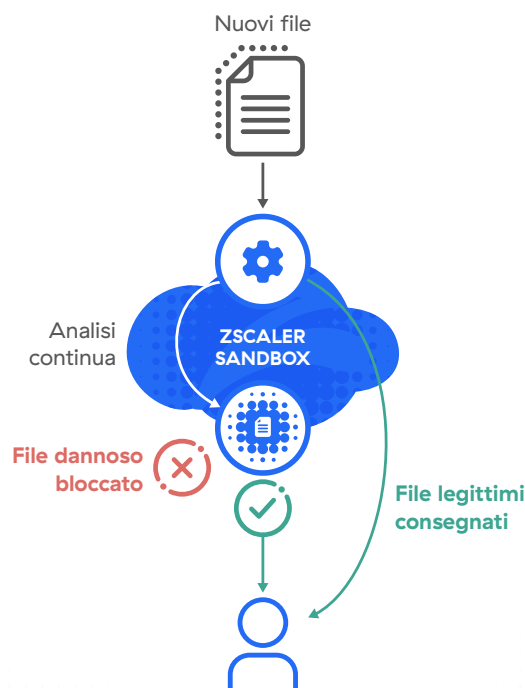 Nuovi file
ZSCALER
SANDBOX
Analisi
continua
File dannoso
bloccato
File legittimi
consegnati